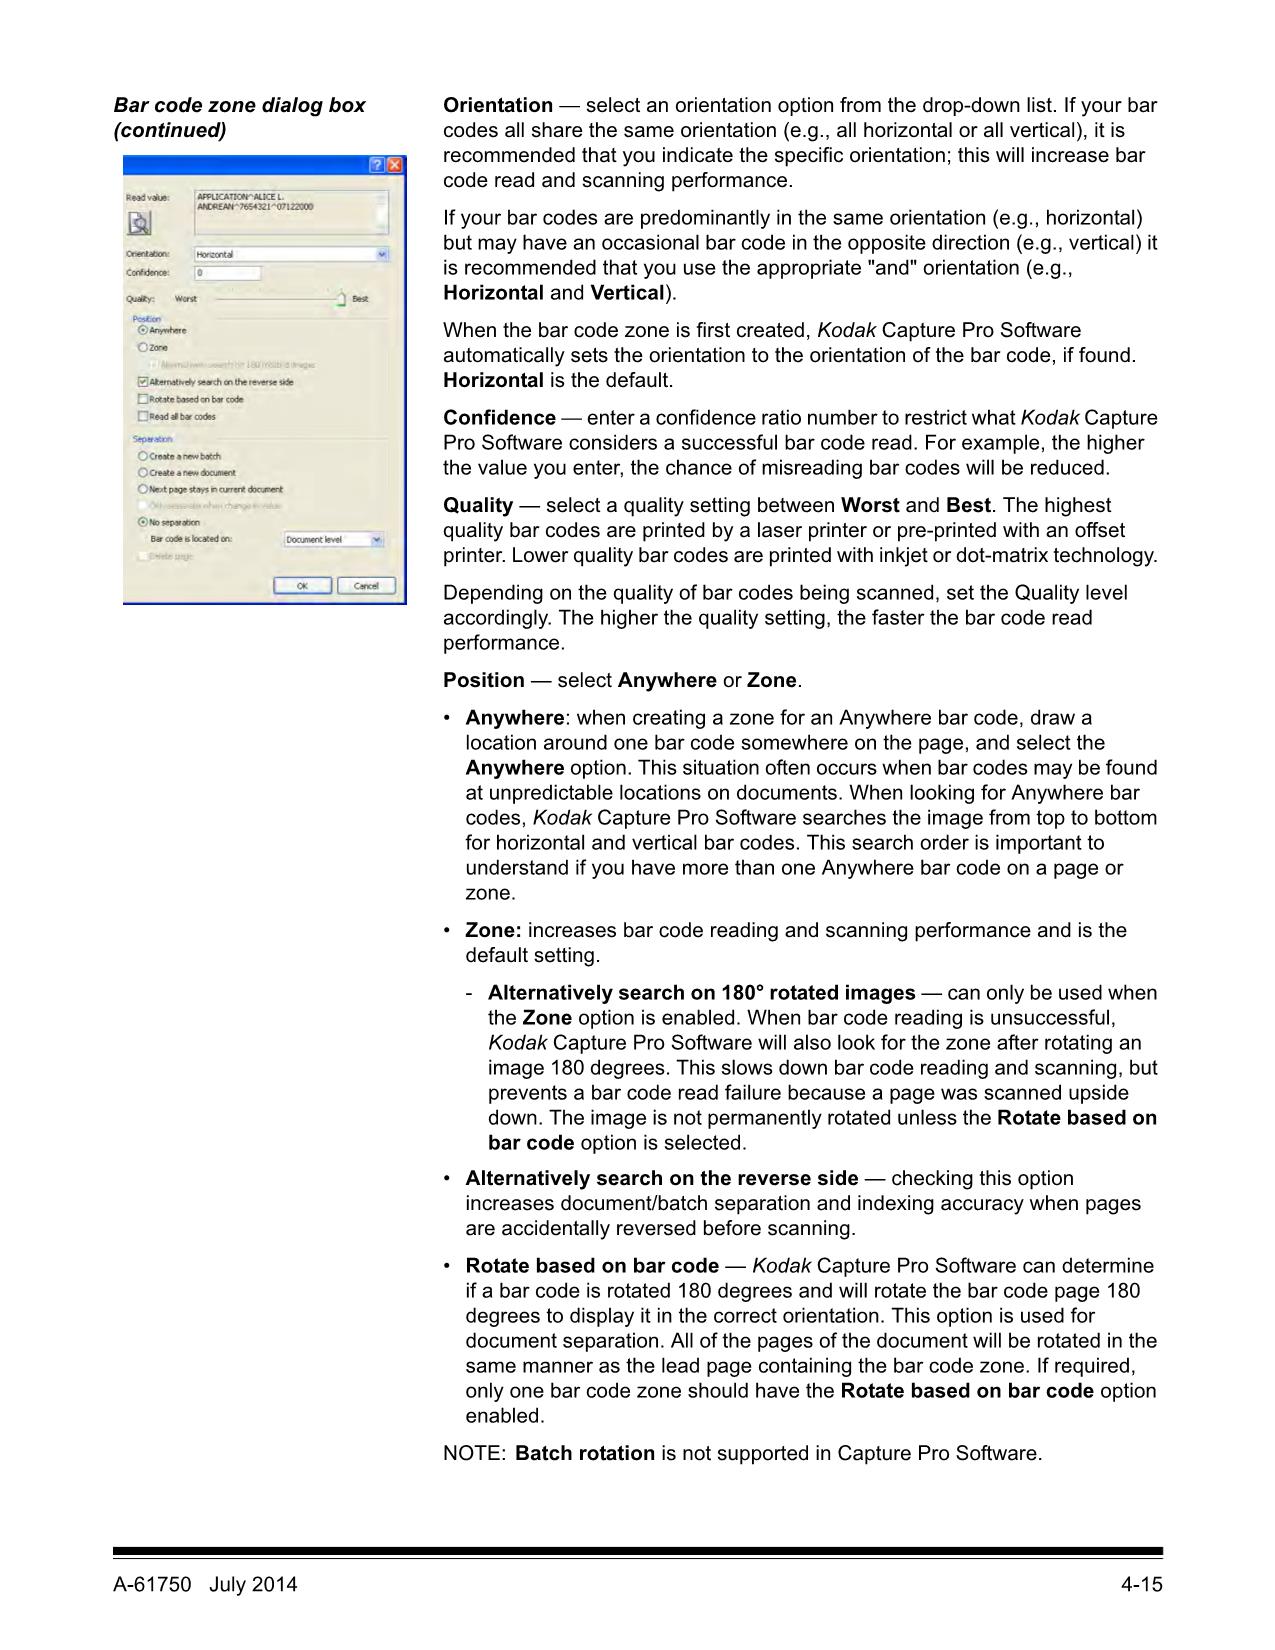 Bar code zone dialog box
(continued)
Read value:
APPLICATION^ALICE L.
ANDREAN^7654321^07122000
Orientation:
Horizontal
Confidence:
0
Quality: Worst Best
Position
Anywhere
Zone
Alternatively search on 180 rotated images
Alternatively search on the reverse side
Rotate based on bar code
Read all bar codes
Separation
Create a new batch
Create a new document
Next page stays in current document
Only separate when change in value
No separation
Bar code is located on:
Document level
Delete page
OK Cancel
Orientation — select an orientation option from the drop-down list. If your bar
codes all share the same orientation (e.g., all horizontal or all vertical), it is
recommended that you indicate the specific orientation; this will increase bar
code read and scanning performance.
If your bar codes are predominantly in the same orientation (e.g., horizontal)
but may have an occasional bar code in the opposite direction (e.g., vertical) it
is recommended that you use the appropriate "and" orientation (e.g.,
Horizontal and Vertical).
When the bar code zone is first created, Kodak Capture Pro Software
automatically sets the orientation to the orientation of the bar code, if found.
Horizontal is the default.
Confidence — enter a confidence ratio number to restrict what Kodak Capture
Pro Software considers a successful bar code read. For example, the higher
the value you enter, the chance of misreading bar codes will be reduced.
Quality — select a quality setting between Worst and Best. The highest
quality bar codes are printed by a laser printer or pre-printed with an offset
printer. Lower quality bar codes are printed with inkjet or dot-matrix technology.
Depending on the quality of bar codes being scanned, set the Quality level
accordingly. The higher the quality setting, the faster the bar code read
performance.
Position — select Anywhere or Zone.
• Anywhere: when creating a zone for an Anywhere bar code, draw a
location around one bar code somewhere on the page, and select the
Anywhere option. This situation often occurs when bar codes may be found
at unpredictable locations on documents. When looking for Anywhere bar
codes, Kodak Capture Pro Software searches the image from top to bottom
for horizontal and vertical bar codes. This search order is important to
understand if you have more than one Anywhere bar code on a page or
zone.
• Zone: increases bar code reading and scanning performance and is the
default setting.
- Alternatively search on 180° rotated images — can only be used when
the Zone option is enabled. When bar code reading is unsuccessful,
Kodak Capture Pro Software will also look for the zone after rotating an
image 180 degrees. This slows down bar code reading and scanning, but
prevents a bar code read failure because a page was scanned upside
down. The image is not permanently rotated unless the Rotate based on
bar code option is selected.
• Alternatively search on the reverse side — checking this option
increases document/batch separation and indexing accuracy when pages
are accidentally reversed before scanning.
• Rotate based on bar code — Kodak Capture Pro Software can determine
if a bar code is rotated 180 degrees and will rotate the bar code page 180
degrees to display it in the correct orientation. This option is used for
document separation. All of the pages of the document will be rotated in the
same manner as the lead page containing the bar code zone. If required,
only one bar code zone should have the Rotate based on bar code option
enabled.
NOTE: Batch rotation is not supported in Capture Pro Software.
A-61750 July 2014 4-15